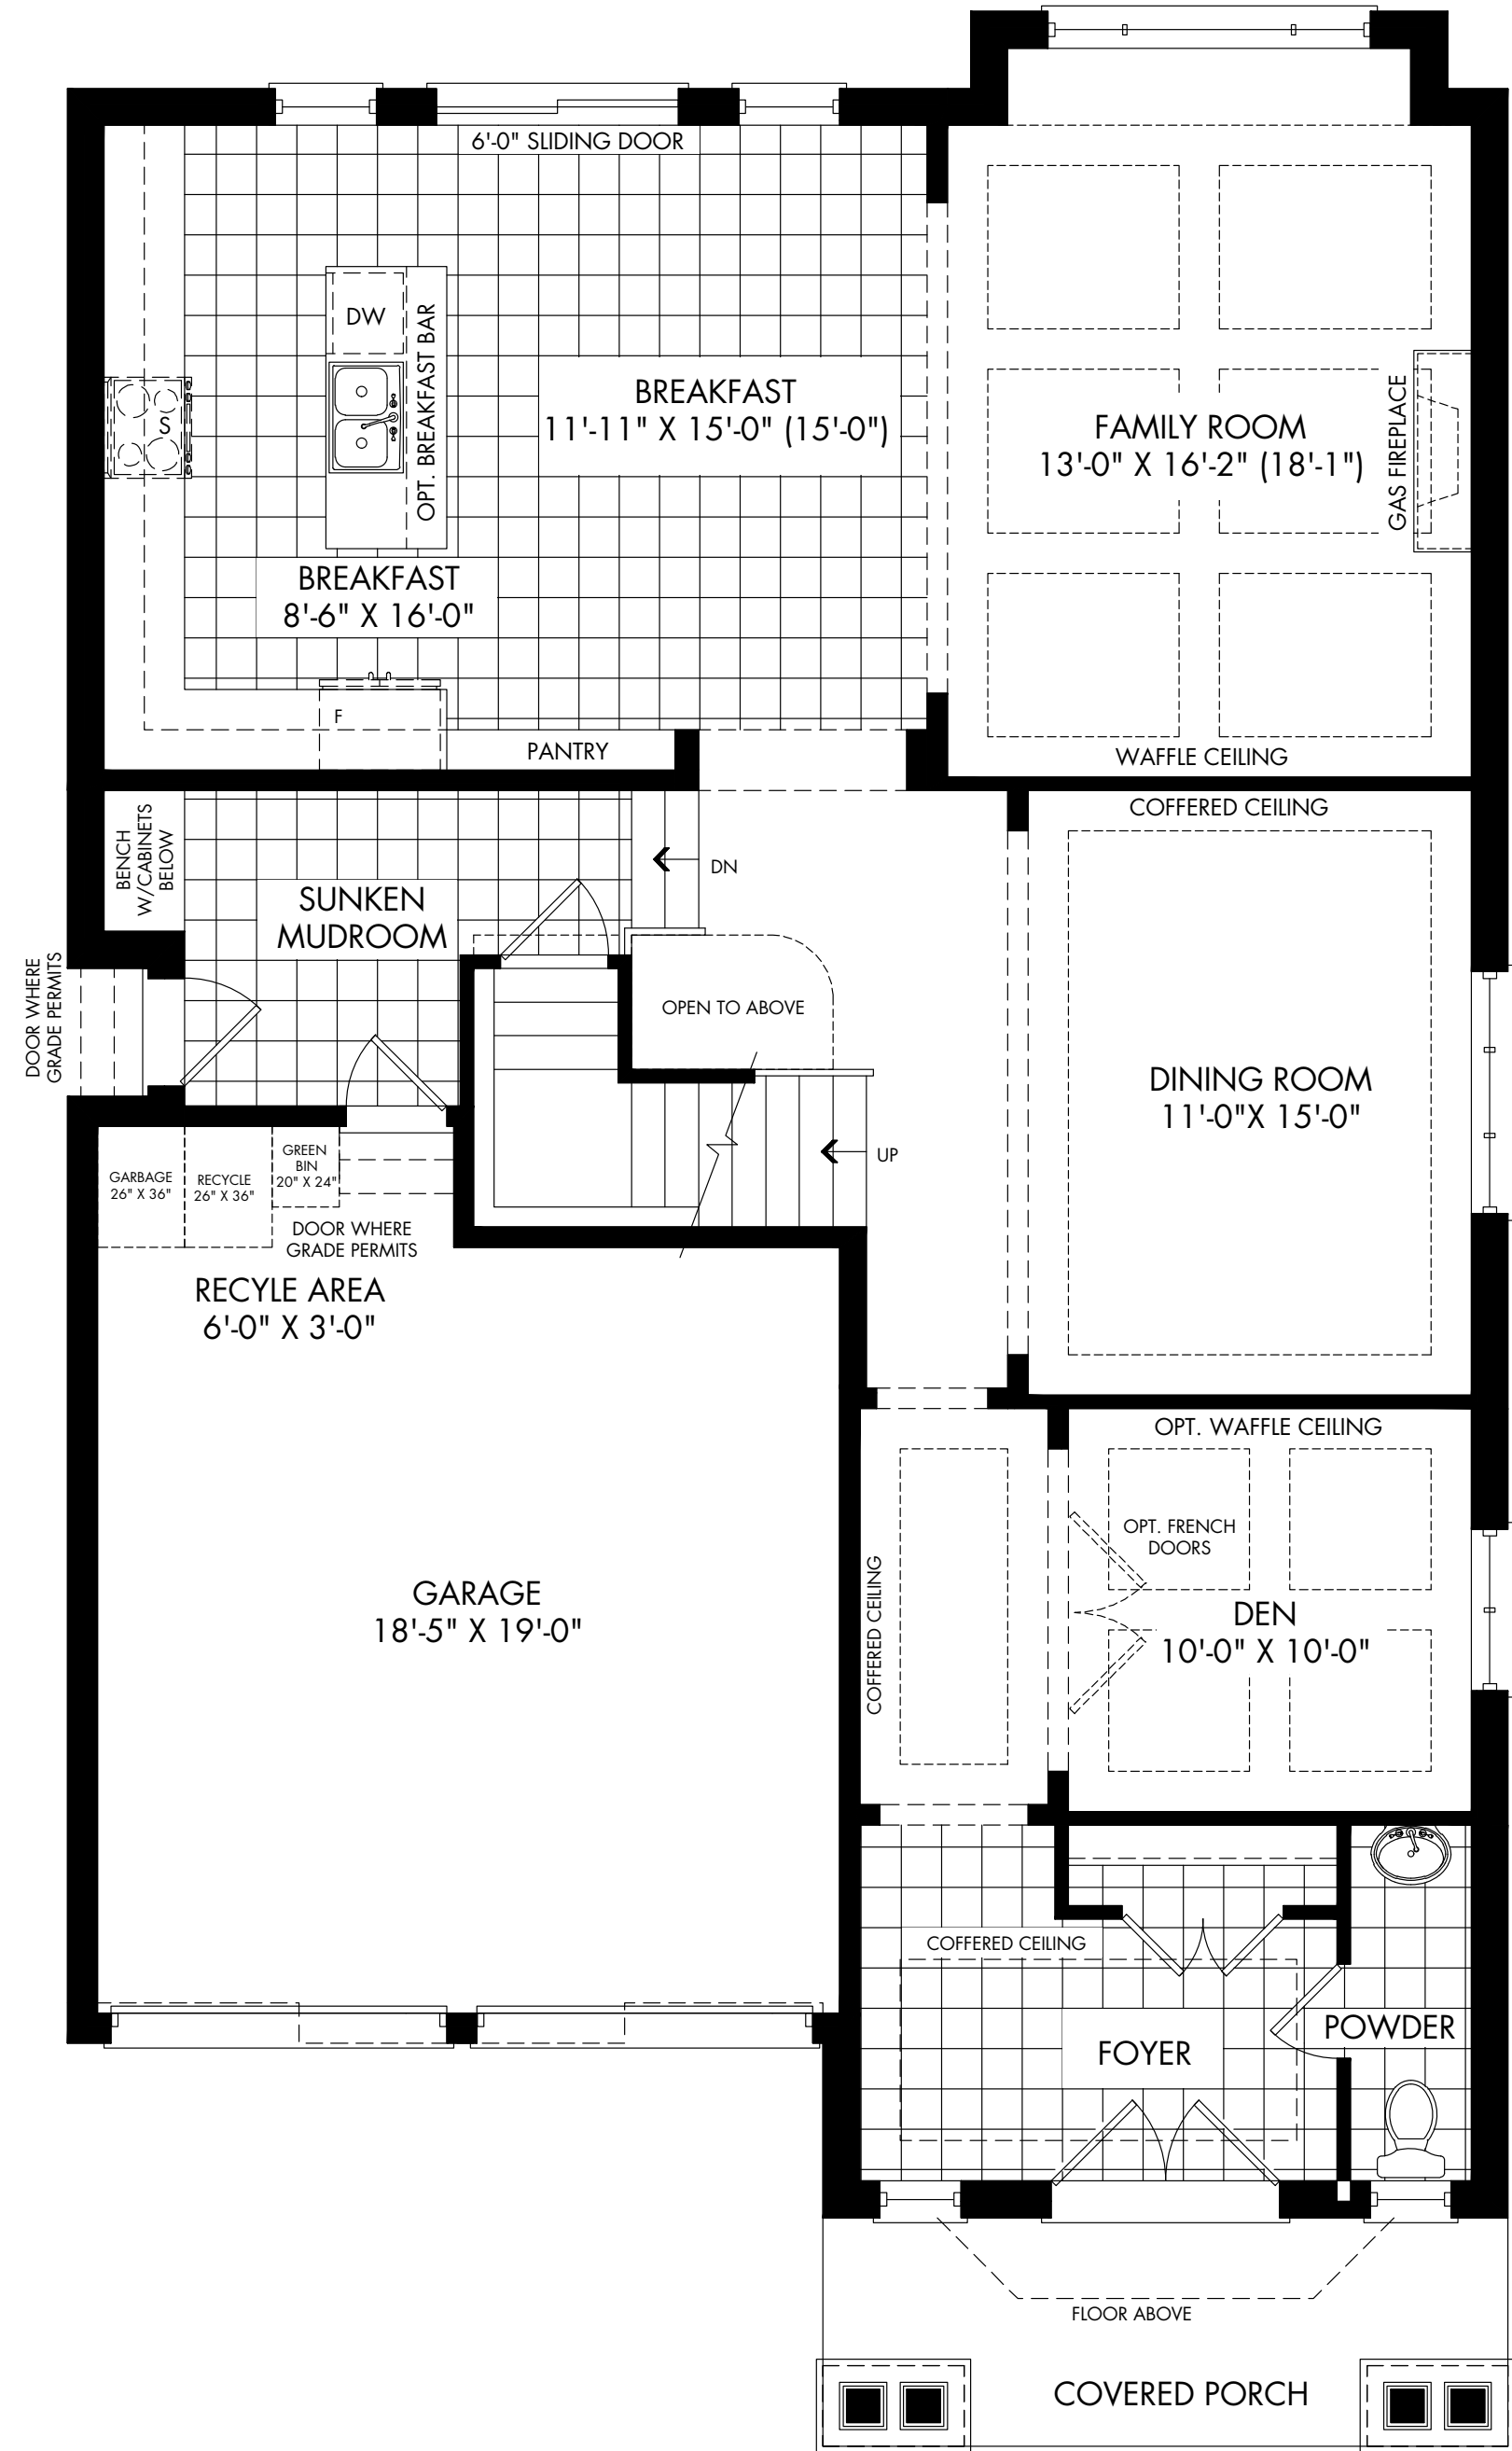 6'-0" SLIDING DOOR
DW
OPT. BREAKFAST BAR
S
BREAKFAST
11'-11" X 15'-0" (15'-0")
FAMILY ROOM
13'-0" X 16'-2" (18'-1")
GAS FIREPLACE
BREAKFAST
8'-6" X 16'-0"
F
PANTRY
WAFFLE CEILING
COFFERED CEILING
BENCH
W/CABINETS
BELOW
DN
SUNKEN
MUDROOM
DOOR WHERE
GRADE PERMITS
OPEN TO ABOVE
DINING ROOM
11'-0"X 15'-0"
UP
GARBAGE
26" X 36"
RECYCLE
26" X 36"
GREEN
BIN
20" X 24"
DOOR WHERE
GRADE PERMITS
RECYLE AREA
6'-0" X 3'-0"
OPT. WAFFLE CEILING
OPT. FRENCH
DOORS
COFFERED CEILING
GARAGE
18'-5" X 19'-0"
DEN
10'-0" X 10'-0"
COFFERED CEILING
FOYER
POWDER
FLOOR ABOVE
COVERED PORCH